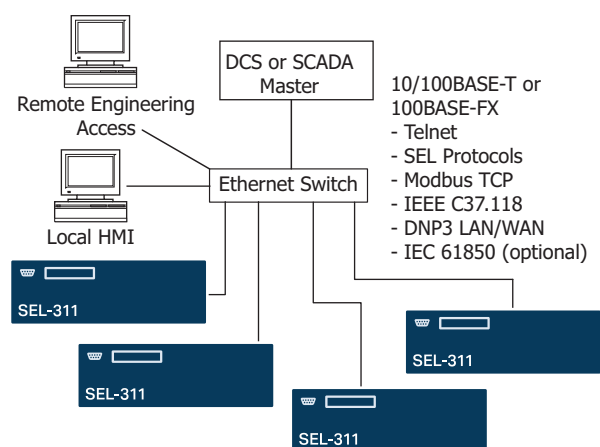 Remote Engineering
Access
DCS or SCADA
Master
10/100BASE-T or
100BASE-FX
- Telnet
- SEL Protocols
- Modbus TCP
- IEEE C37.118
- DNP3 LAN/WAN
- IEC 61850 (optional)
Ethernet Switch
Local HMI
SEL-311
SEL-311
SEL-311
SEL-311